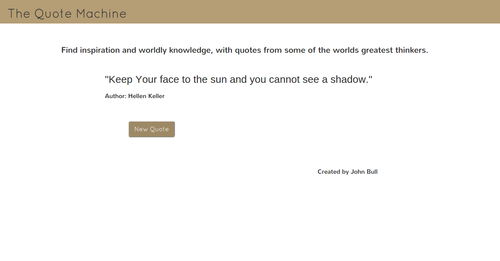 The Quote Machine
Find inspiration and worldly knowledge, with quotes from some of the worlds greatest thinkers.
"Keep Your face to the sun and you cannot see a shadow."
Author: Hellen Keller
New Quote
Created by John Bull